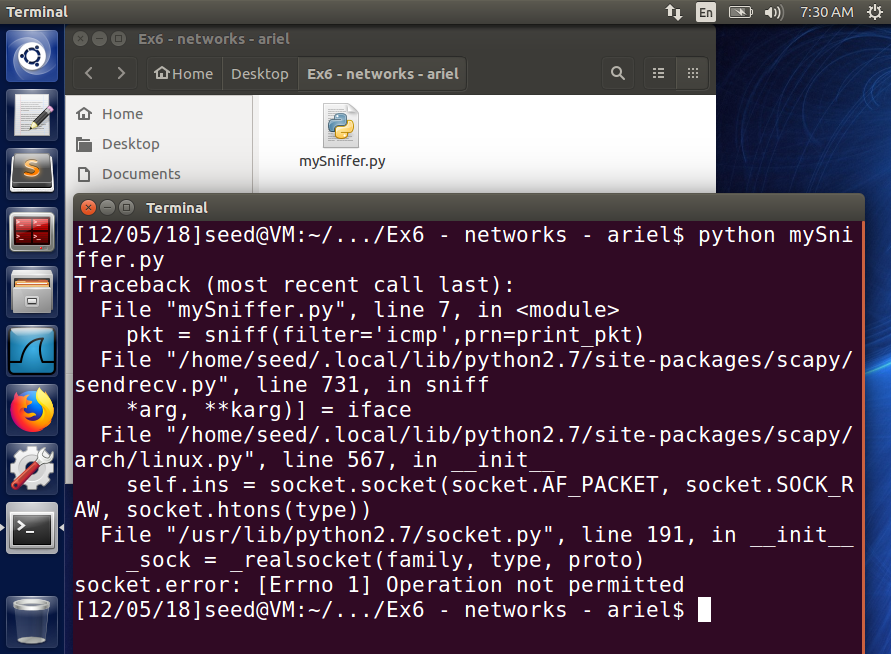 Terminal
En
7:30 AM
Ex6 - networks - ariel
Home
Desktop
Ex6 - networks - ariel
Home
Desktop
Documents
mySniffer.py
S
Terminal
[12/05/18]seed@VM:~/.../Ex6 - networks - ariel$ python mySni
ffer.py
Traceback (most recent call last):
  File "mySniffer.py", line 7, in <module>
    pkt = sniff(filter='icmp',prn=print_pkt)
  File "/home/seed/.local/lib/python2.7/site-packages/scapy/
sendrecv.py", line 731, in sniff
    *arg, **karg)] = iface
  File "/home/seed/.local/lib/python2.7/site-packages/scapy/
arch/linux.py", line 567, in __init__
    self.ins = socket.socket(socket.AF_PACKET, socket.SOCK_R
AW, socket.htons(type))
  File "/usr/lib/python2.7/socket.py", line 191, in __init__
    _sock = _realsocket(family, type, proto)
socket.error: [Errno 1] Operation not permitted
[12/05/18]seed@VM:~/.../Ex6 - networks - ariel$